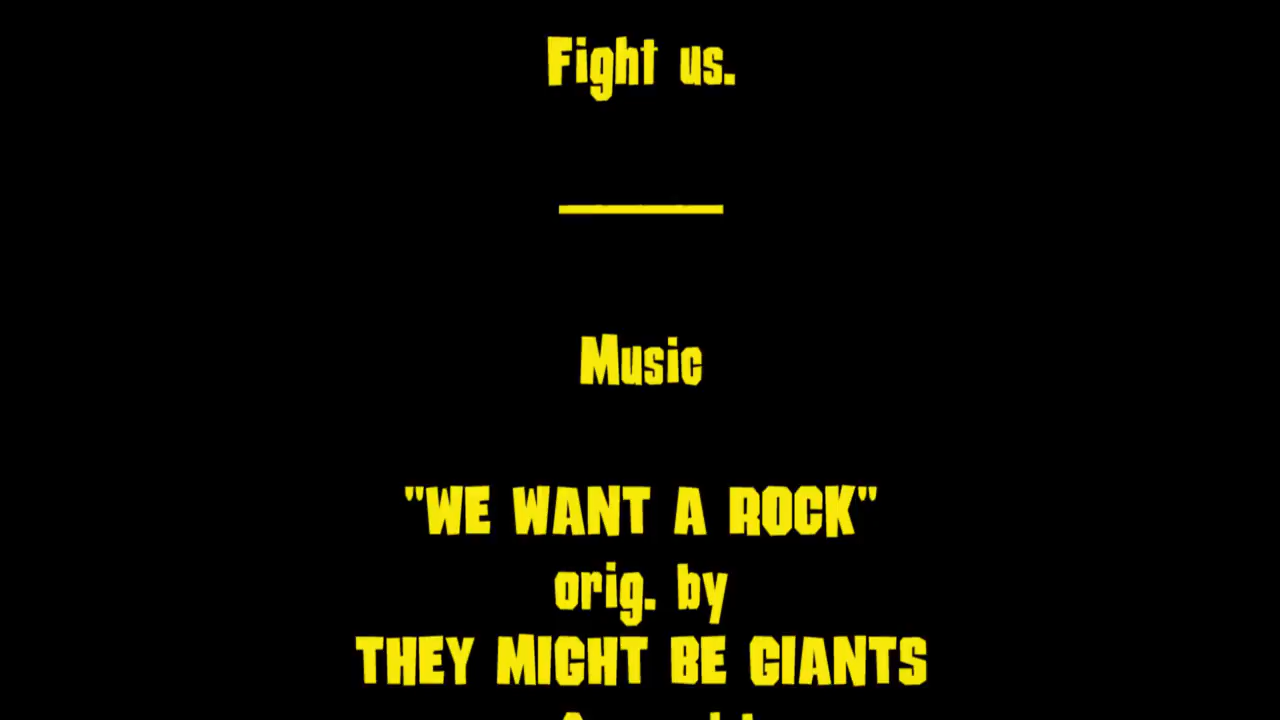 Fight us.
Music
"WE WANT A ROCK"
orig. by
THEY MIGHT BE GIANTS